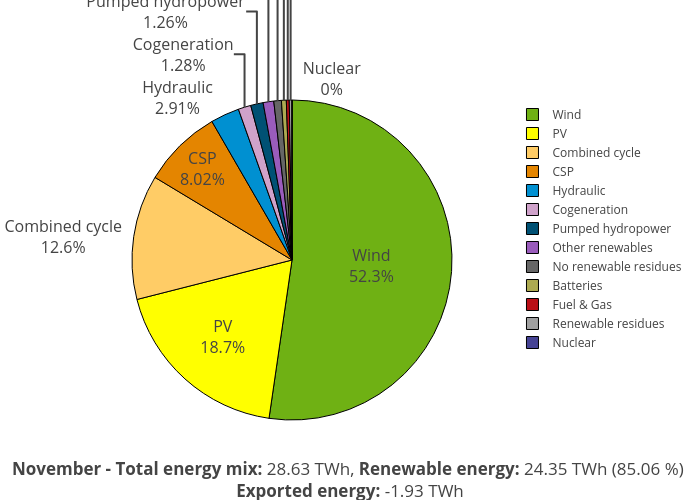 Pumped hydropower
1.26%
Cogeneration
1.28%
Hydraulic
2.91%
Nuclear
0%
CSP
8.02%
Combined cycle
12.6%
Wind
52.3%
PV
18.7%
Wind
PV
Combined cycle
CSP
Hydraulic
Cogeneration
Pumped hydropower
Other renewables
No renewable residues
Batteries
Fuel & Gas
Renewable residues
Nuclear
November - Total energy mix: 28.63 TWh, Renewable energy: 24.35 TWh (85.06 %)
Exported energy: -1.93 TWh